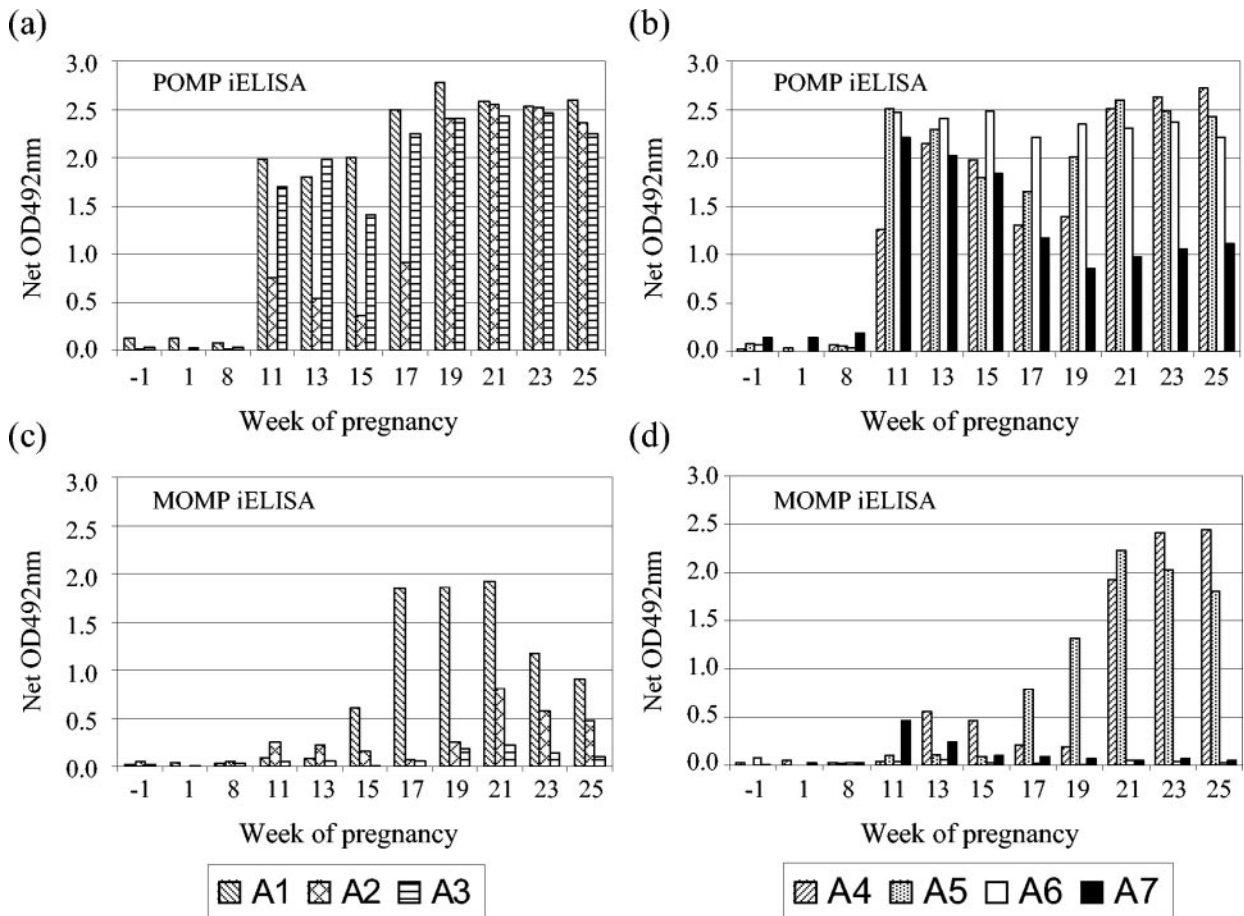 (a)
POMP iELISA
Net OD492nm
3.0
2.5
2.0
1.5
1.0
0.5
0.0
-1 1 8 11 13 15 17 19 21 23 25
Week of pregnancy
(b)
POMP iELISA
Net OD492nm
3.0
2.5
2.0
1.5
1.0
0.5
0.0
-1 1 8 11 13 15 17 19 21 23 25
Week of pregnancy
(c)
MOMP iELISA
Net OD492nm
3.0
2.5
2.0
1.5
1.0
0.5
0.0
-1 1 8 11 13 15 17 19 21 23 25
Week of pregnancy
A1 A2 A3
(d)
MOMP iELISA
Net OD492nm
3.0
2.5
2.0
1.5
1.0
0.5
0.0
-1 1 8 11 13 15 17 19 21 23 25
Week of pregnancy
A4 A5 A6 A7